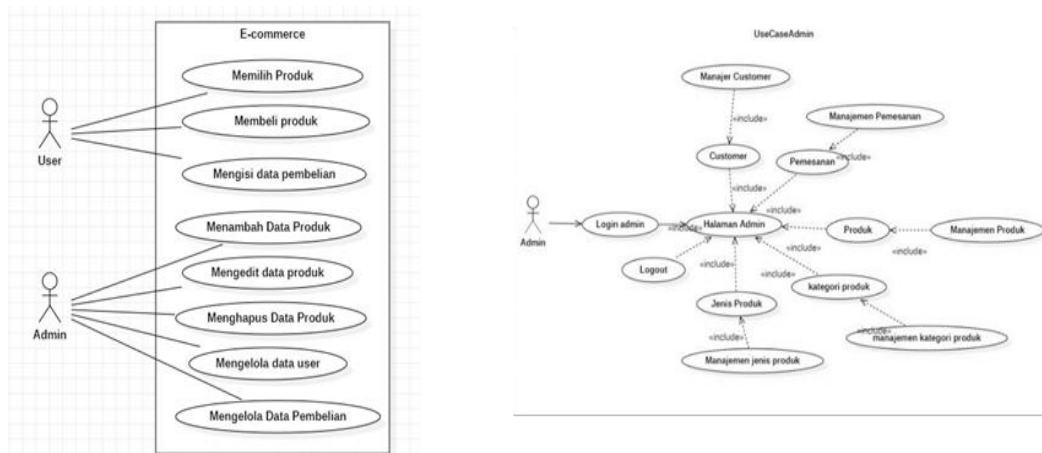 E-commerce
Memilih Produk
Membeli produk
User
Mengisi data pembelian
Menambah Data Produk
Mengedit data produk
Admin
Menghapus Data Produk
Mengelola data user
Mengelola Data Pembelian
UseCaseAdmin
Manajer Customer
«include»
Manajemen Pemesanan
«include»
Customer
Pemesanan
«include»
«include»
Admin
Login admin
«include»
Halaman Admin
«include»
Produk
«include»
Manajemen Produk
Logout
«include»
«include»
kategori produk
Jenis Produk
«include»
«include»
manajemen kategori produk
Manajemen jenis produk